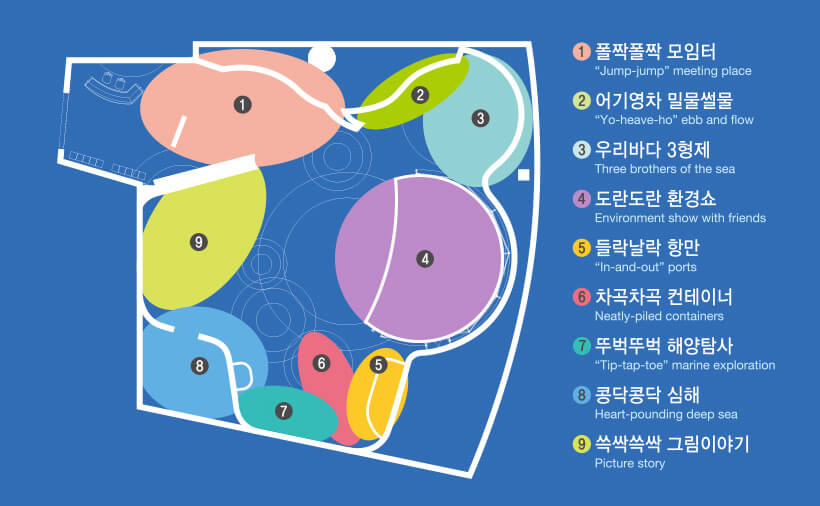 1 폴짝폴짝 모임터
“Jump-jump” meeting place
2 어기영차 밀물썰물
“Yo-heave-ho” ebb and flow
3 우리바다 3형제
Three brothers of the sea
4 도란도란 환경쇼
Environment show with friends
5 들락날락 항만
“In-and-out” ports
6 차곡차곡 컨테이너
Neatly-piled containers
7 뚜벅뚜벅 해양탐사
“Tip-tap-toe” marine exploration
8 콩닥콩닥 심해
Heart-pounding deep sea
9 쓱싹쓱싹 그림이야기
Picture story
1
2
3
9
4
8
6
5
7